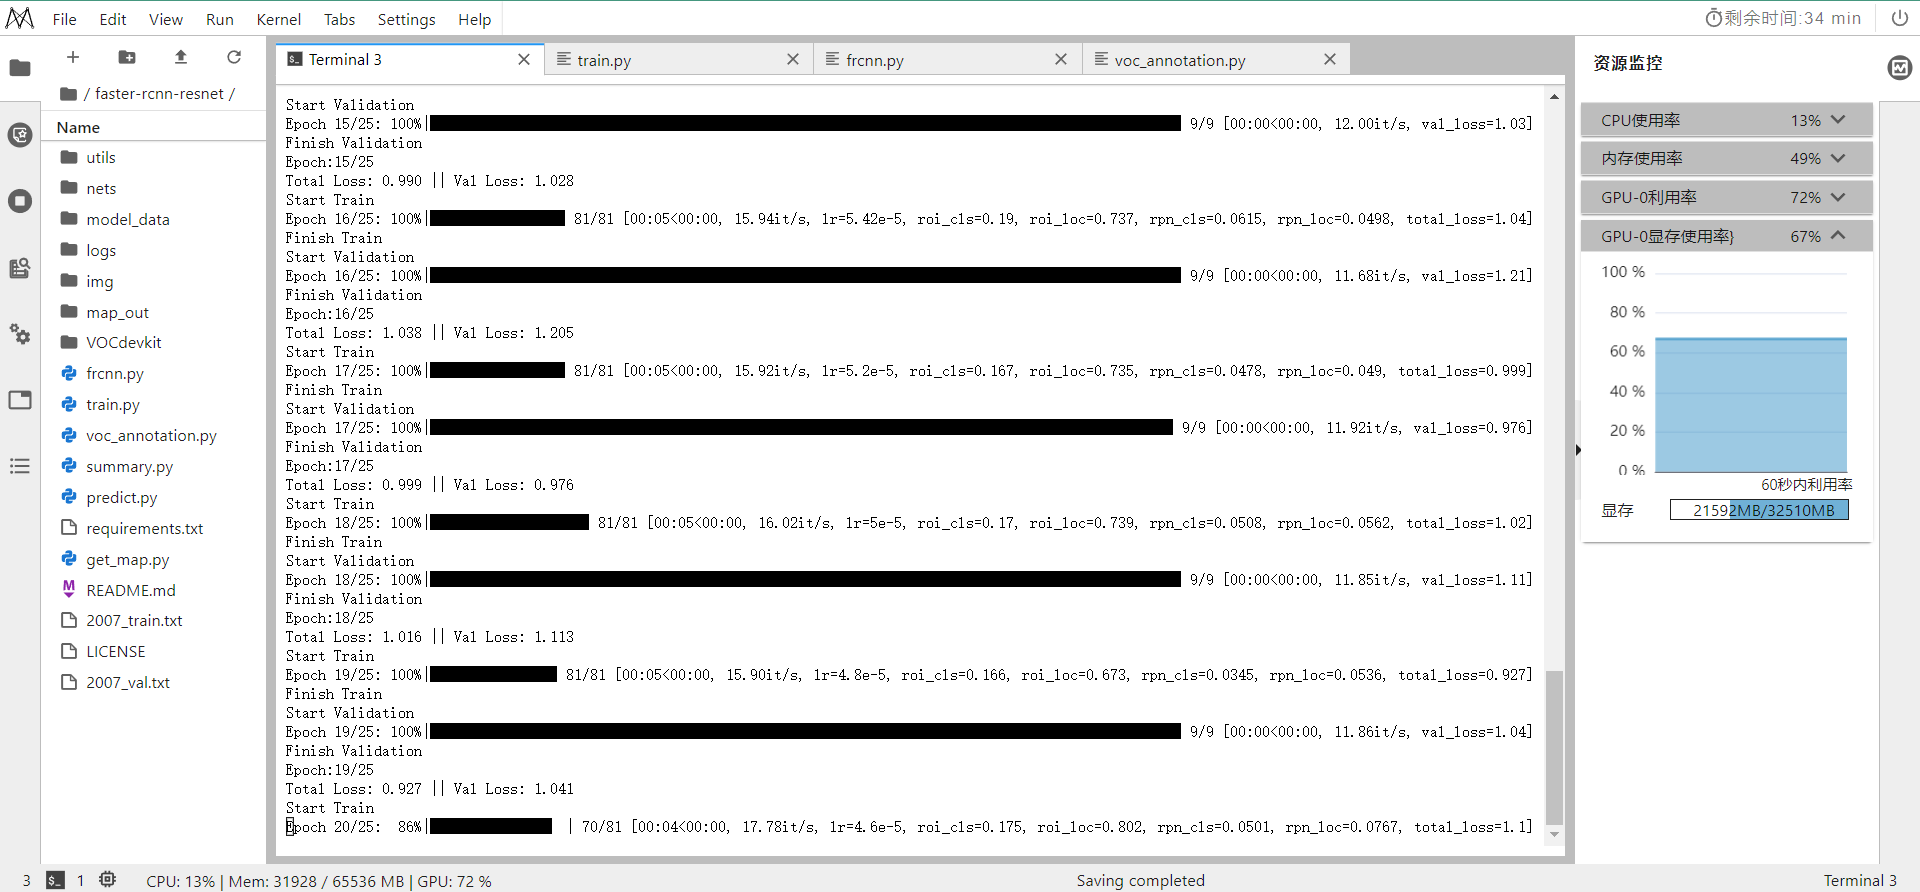 File Edit View Run Kernel Tabs Settings Help
剩余时间:34 min
/ faster-rcnn-resnet /
Name
utils
nets
model_data
logs
img
map_out
VOCdevkit
frcnn.py
train.py
voc_annotation.py
summary.py
predict.py
requirements.txt
get_map.py
README.md
2007_train.txt
LICENSE
2007_val.txt
Terminal 3 train.py frcnn.py voc_annotation.py
Start Validation
Epoch 15/25: 100%| 9/9 [00:00<00:00, 12.00it/s, val_loss=1.03]
Finish Validation
Epoch:15/25
Total Loss: 0.990 || Val Loss: 1.028
Start Train
Epoch 16/25: 100%| 81/81 [00:05<00:00, 15.94it/s, lr=5.42e-5, roi_cls=0.19, roi_loc=0.737, rpn_cls=0.0615, rpn_loc=0.0498, total_loss=1.04]
Finish Train
Start Validation
Epoch 16/25: 100%| 9/9 [00:00<00:00, 11.68it/s, val_loss=1.21]
Finish Validation
Epoch:16/25
Total Loss: 1.038 || Val Loss: 1.205
Start Train
Epoch 17/25: 100%| 81/81 [00:05<00:00, 15.92it/s, lr=5.2e-5, roi_cls=0.167, roi_loc=0.735, rpn_cls=0.0478, rpn_loc=0.049, total_loss=0.999]
Finish Train
Start Validation
Epoch 17/25: 100%| 9/9 [00:00<00:00, 11.92it/s, val_loss=0.976]
Finish Validation
Epoch:17/25
Total Loss: 0.999 || Val Loss: 0.976
Start Train
Epoch 18/25: 100%| 81/81 [00:05<00:00, 16.02it/s, lr=5e-5, roi_cls=0.17, roi_loc=0.739, rpn_cls=0.0508, rpn_loc=0.0562, total_loss=1.02]
Finish Train
Start Validation
Epoch 18/25: 100%| 9/9 [00:00<00:00, 11.85it/s, val_loss=1.11]
Finish Validation
Epoch:18/25
Total Loss: 1.016 || Val Loss: 1.113
Start Train
Epoch 19/25: 100%| 81/81 [00:05<00:00, 15.90it/s, lr=4.8e-5, roi_cls=0.166, roi_loc=0.673, rpn_cls=0.0345, rpn_loc=0.0536, total_loss=0.927]
Finish Train
Start Validation
Epoch 19/25: 100%| 9/9 [00:00<00:00, 11.86it/s, val_loss=1.04]
Finish Validation
Epoch:19/25
Total Loss: 0.927 || Val Loss: 1.041
Start Train
Epoch 20/25: 86%| | 70/81 [00:04<00:00, 17.78it/s, lr=4.6e-5, roi_cls=0.175, roi_loc=0.802, rpn_cls=0.0501, rpn_loc=0.0767, total_loss=1.1]
资源监控
CPU使用率 13%
内存使用率 49%
GPU-0利用率 72%
GPU-0显存使用率} 67%
100 %
80 %
60 %
40 %
20 %
0 %
60秒内利用率
显存 21592MB/32510MB
3 1 CPU: 13% | Mem: 31928 / 65536 MB | GPU: 72 %
Saving completed
Terminal 3